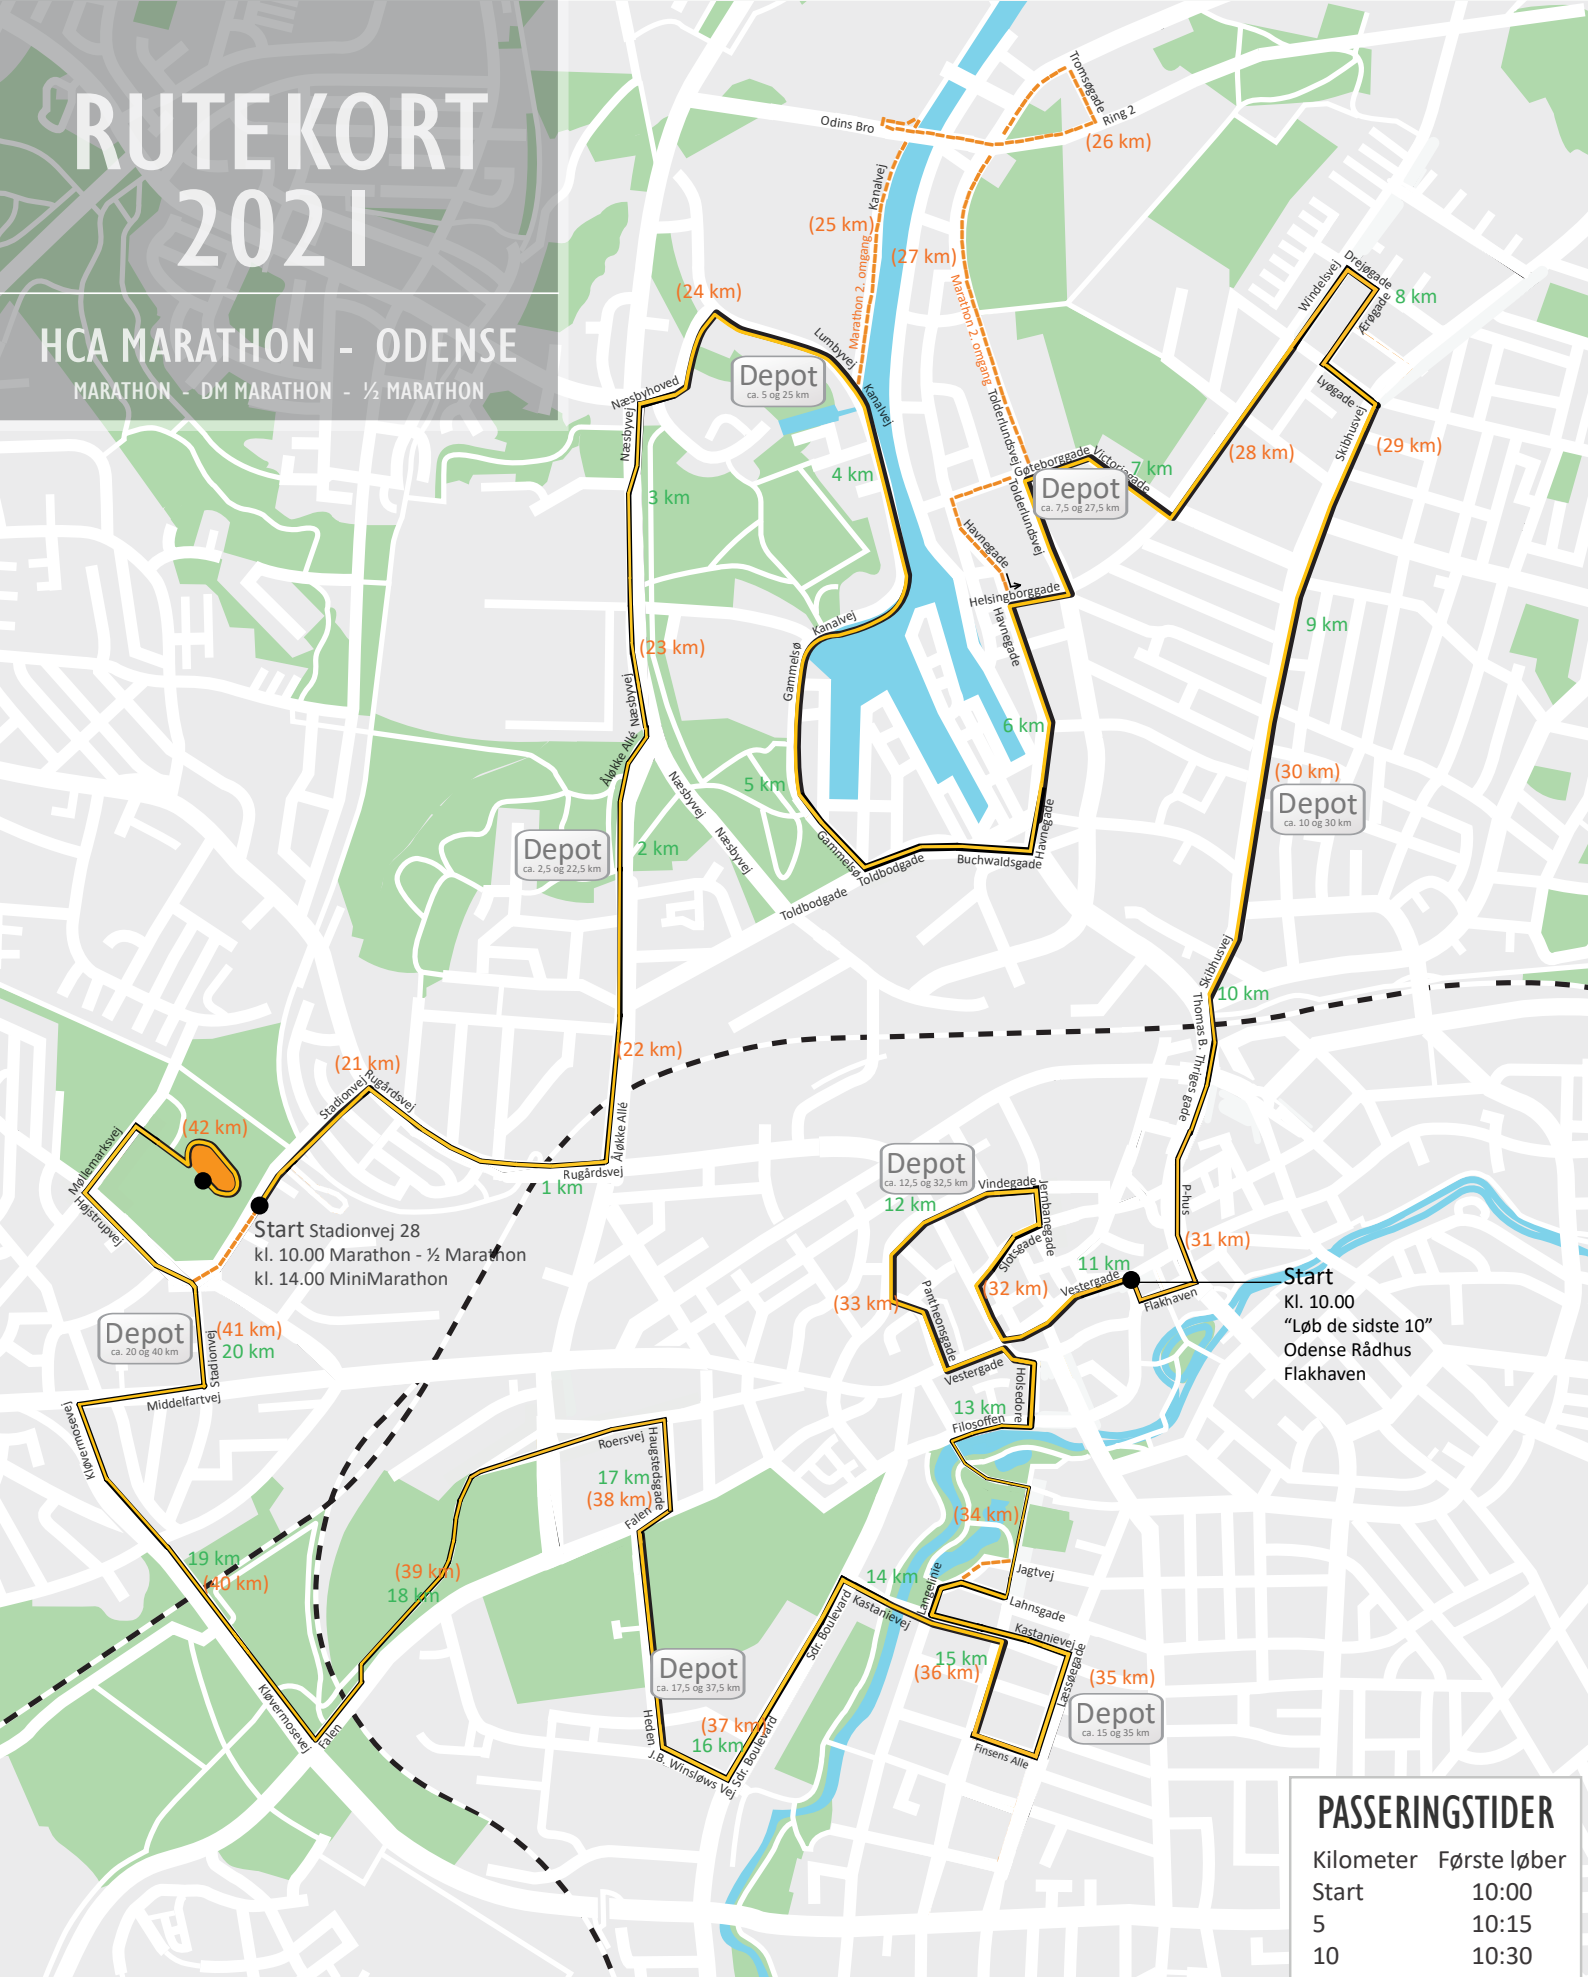 RUTEKORT
2021
HCA MARATHON - ODENSE
MARATHON - DM MARATHON - ½ MARATHON
Tromsøgade
Ring 2
Odins Bro
(26 km)
Kanalvej
(25 km)
(27 km)
Marathon 2. omgang
Marathon 2. omgang
(24 km)
Drejøgade
8 km
Windelsvej
Ærøgade
Lumbyvej
Depot
ca. 5 og 25 km
Næsbyhoved
Kanalvej
Lyøgade
Næsbyvej
Tolderlundsvej
Skibhusvej
(29 km)
(28 km)
4 km
3 km
Gøteborggade
Victoriagade
7 km
Depot
ca. 7,5 og 27,5 km
Tolderlundsvej
Havnegade
Helsingborggade
Kanalvej
Havnegade
9 km
(23 km)
Gammelsø
Næsbyvej
6 km
Åløkke Allé
Næsbyvej
5 km
(30 km)
Depot
ca. 10 og 30 km
Næsbyvej
Havnegade
Depot
ca. 2,5 og 22,5 km
2 km
Gammelsø
Toldbodgade
Buchwaldsgade
Toldbodgade
Skibhusvej
10 km
Thomas B. Thriges gade
(22 km)
(21 km)
Stadionvej
Rugårdsvej
Åløkke Allé
(42 km)
Møllemarksvej
Højstrupvej
Rugårdsvej
1 km
Start Stadionvej 28
kl. 10.00 Marathon - ½ Marathon
kl. 14.00 MiniMarathon
Depot
ca. 12,5 og 32,5 km
Vindegade
Jernbanegade
12 km
P-hus
(31 km)
Slotsgade
11 km
Vestergade
(32 km)
Flakhaven
Start
Kl. 10.00
“Løb de sidste 10”
Odense Rådhus
Flakhaven
(33 km)
Pantheonsgade
Vestergade
Holsedore
13 km
Filosoffen
Depot
ca. 20 og 40 km
(41 km)
20 km
Stadionvej
Middelfartvej
Kløvermosevej
Roersvej
Haugstedsgade
17 km
(38 km)
Falen
(34 km)
19 km
(40 km)
(39 km)
18 km
14 km
Langelinie
Jagtvej
Lahnsgade
Kastanievej
Kastanievej
Sdr. Boulevard
15 km
(36 km)
Læssøegade
(35 km)
Depot
ca. 15 og 35 km
Depot
ca. 17,5 og 37,5 km
Kløvermosevej
Falen
Heden
(37 km)
16 km
J.B. Winsløws Vej
Sdr. Boulevard
Finsens Alle
PASSERINGSTIDER
Kilometer Første løber
Start 10:00
5 10:15
10 10:30